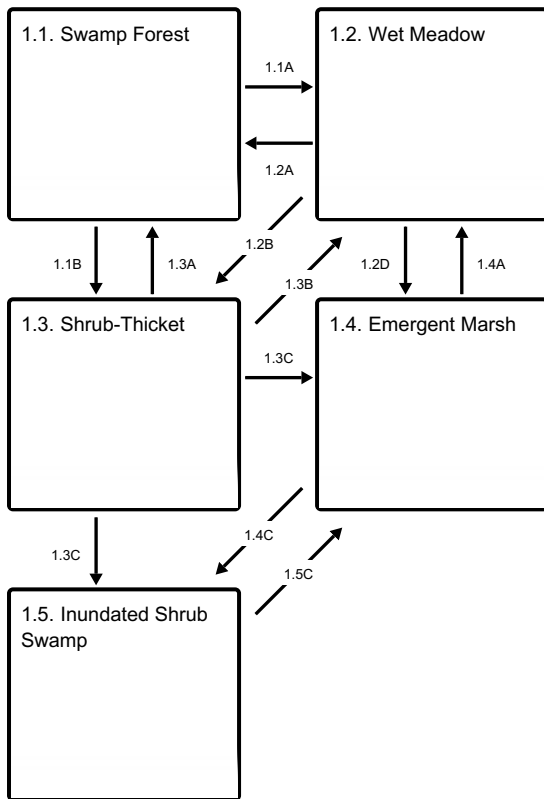 1.1. Swamp Forest
1.2. Wet Meadow
1.1A
1.2A
1.1B
1.3A
1.2B
1.3B
1.2D
1.4A
1.3. Shrub-Thicket
1.4. Emergent Marsh
1.3C
1.3C
1.4C
1.5C
1.5. Inundated Shrub
Swamp